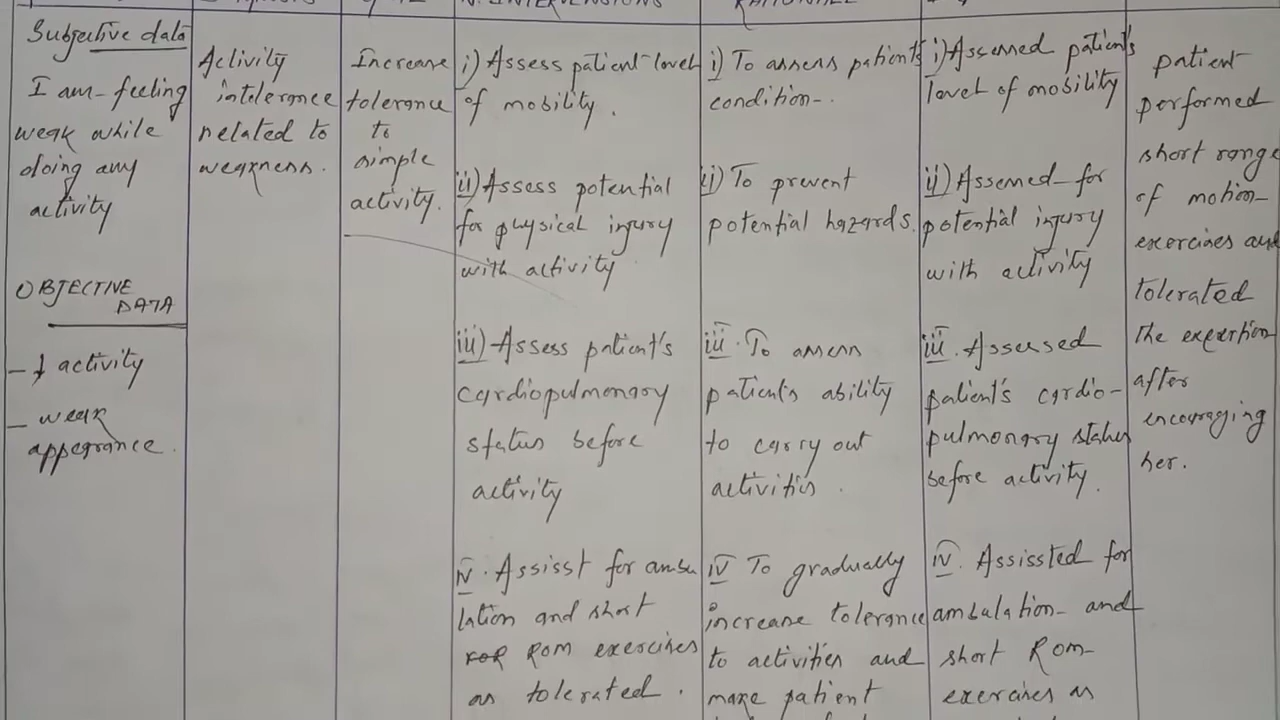 N. INTERVENSIONS
RATIONALE
Subjective data
I am feeling
weak while
doing any
activity
OBJECTIVE
DATA
- ↓ activity
- weak
appearance.
Activity
intolerance
related to
weakness.
Increase
tolerance
to
simple
activity.
i) Assess patient level
of mobility.
ii) Assess potential
for physical injury
with activity
iii) Assess patient's
cardiopulmonary
status before
activity
iv. Assisst for ambu
lation and short
ROM exercises
as tolerated.
i) To assess patient's
condition.
ii) To prevent
potential hazards.
iii. To assess
patient's ability
to carry out
activities.
iv To gradually
increase tolerance
to activities and
make patient
i) Assessed patient's
level of mobility
ii) Assessed for
potential injury
with activity
iii. Assessed
patient's cardio-
pulmonary status
before activity.
iv. Assissted for
ambulation and
short ROM
exercises as
patient
performed
short range
of motion
exercises and
tolerated
the exertion
after
encouraging
her.